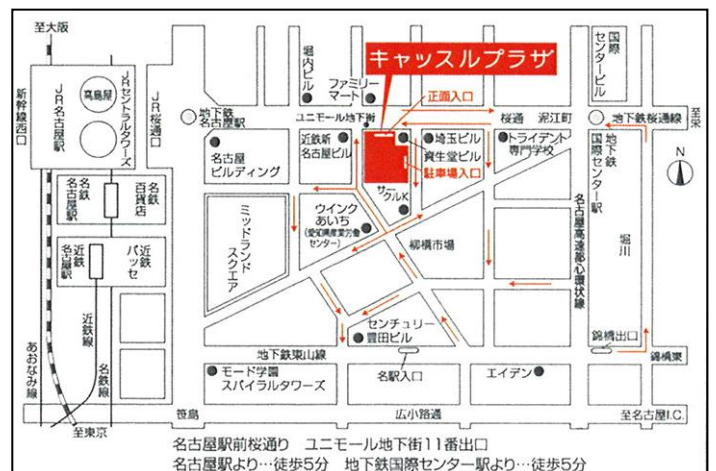 至大阪
新幹線西口
JR名古屋駅
高島屋
JRセントラルタワーズ
JR桜通口
地下鉄
名古屋駅
堀内ビル
ファミリー
マート
キャッスルプラザ
正面入口
ユニモール地下街
桜通
泥江町
国際
センタービル
地下鉄桜通線
至栄
名古屋
ビルディング
近鉄新
名古屋ビル
埼玉ビル
資生堂ビル
駐車場入口
トライデント
専門学校
地下鉄
国際センター駅
N
名鉄
名古屋駅
名鉄
百貨店
サー
クルK
ウインク
あいち
(愛知県産業労働
センター)
ミッドランド
スクエア
柳橋市場
名古屋高速都心環状線
堀川
近鉄
名古屋駅
近鉄
パッセ
センチュリー
豊田ビル
錦橋出口
錦橋東
近鉄線
名鉄線
あおなみ線
地下鉄東山線
モード学園
スパイラルタワーズ
名駅入口
エイデン
笹島
広小路通
至名古屋I.C.
至東京
名古屋駅前桜通り ユニモール地下街11番出口
名古屋駅より…徒歩5分 地下鉄国際センター駅より…徒歩5分